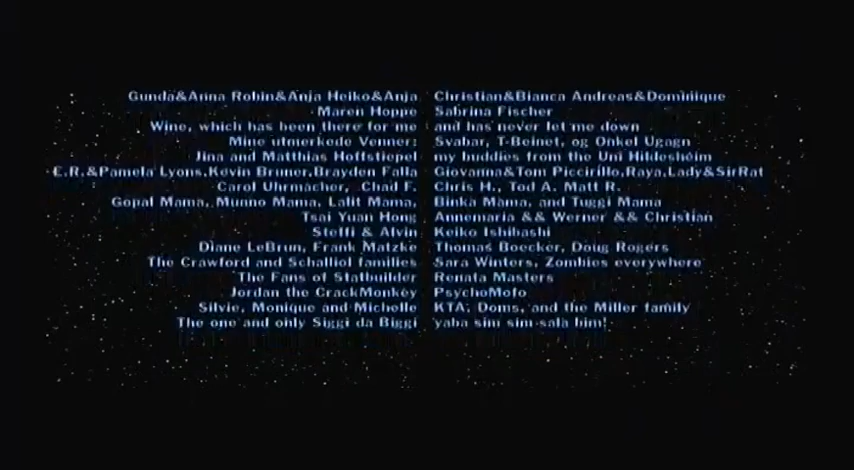 Gunda&Anna Robin&Anja Heiko&Anja Christian&Bianca Andreas&Dominique
Maren Hoppe Sabrina Fischer
Wine, which has been there for me and has never let me down
Mine utmerkede Venner: Svabar, T-Beinet, og Onkel Ugagn
Jina and Matthias Hoffstiepel my buddies from the Uni Hildesheim
E.R.&Pamela Lyons,Kevin Bruner,Brayden Falla Giovanna&Tom Piccirillo,Raya,Lady&SirRat
Carol Uhrmacher, Chad F. Chris H., Tod A. Matt R.
Gopal Mama, Munno Mama, Lalit Mama, Binka Mama, and Tuggi Mama
Tsai Yuan Hong Annemaria && Werner && Christian
Steffi & Alvin Keiko Ishibashi
Diane LeBrun, Frank Matzke Thomas Boecker, Doug Rogers
The Crawford and Schalliol families Sara Winters, Zombies everywhere
The Fans of Statbuilder Renata Masters
Jordan the CrackMonkey PsychoMofo
Silvie, Monique and Michelle KTA, Doms, and the Miller family
The one and only Siggi da Biggi yaba sim sim-sala bim!